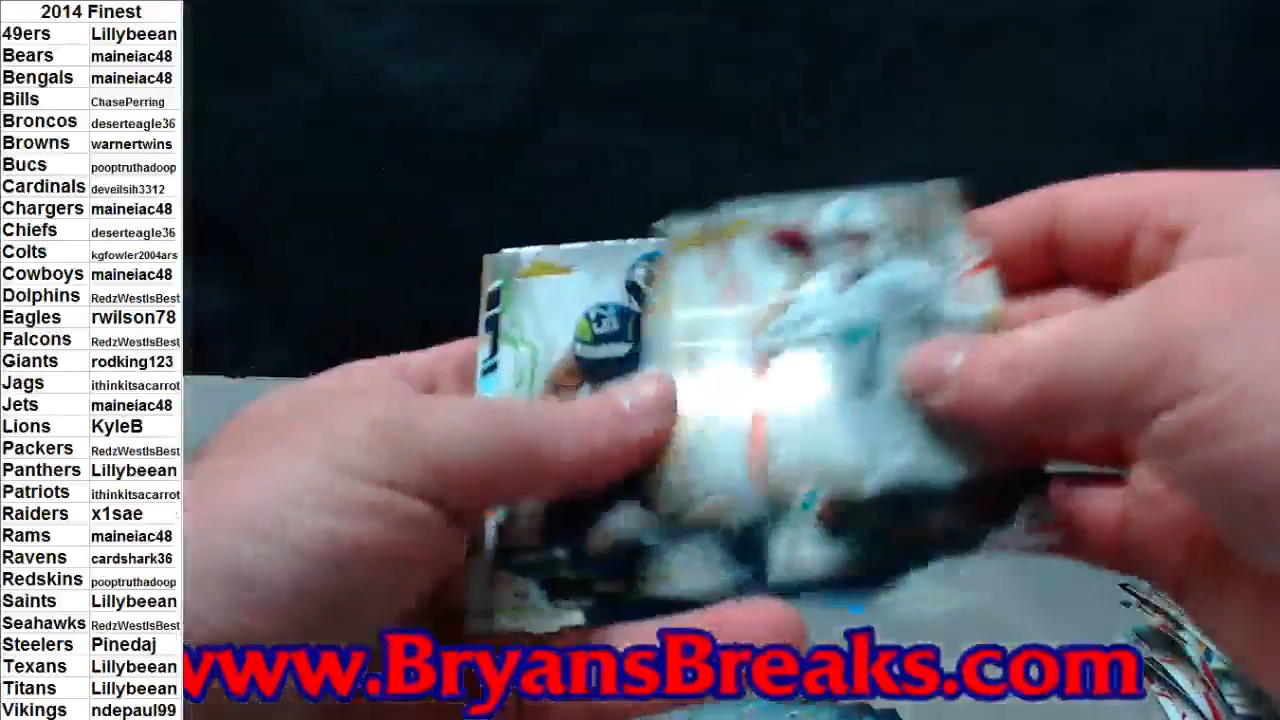 2014 Finest
49ers Lillybeean
Bears maineiac48
Bengals maineiac48
Bills ChasePerring
Broncos deserteagle36
Browns warnertwins
Bucs pooptruthadoop
Cardinals deveilsih3312
Chargers maineiac48
Chiefs deserteagle36
Colts kgfowler2004ars
Cowboys maineiac48
Dolphins RedzWestIsBest
Eagles rwilson78
Falcons RedzWestIsBest
Giants rodking123
Jags ithinkitsacarrot
Jets maineiac48
Lions KyleB
Packers RedzWestIsBest
Panthers Lillybeean
Patriots ithinkitsacarrot
Raiders x1sae
Rams maineiac48
Ravens cardshark36
Redskins pooptruthadoop
Saints Lillybeean
Seahawks RedzWestIsBest
Steelers Pinedaj
Texans Lillybeean
Titans Lillybeean
Vikings ndepaul99
www.BryansBreaks.com